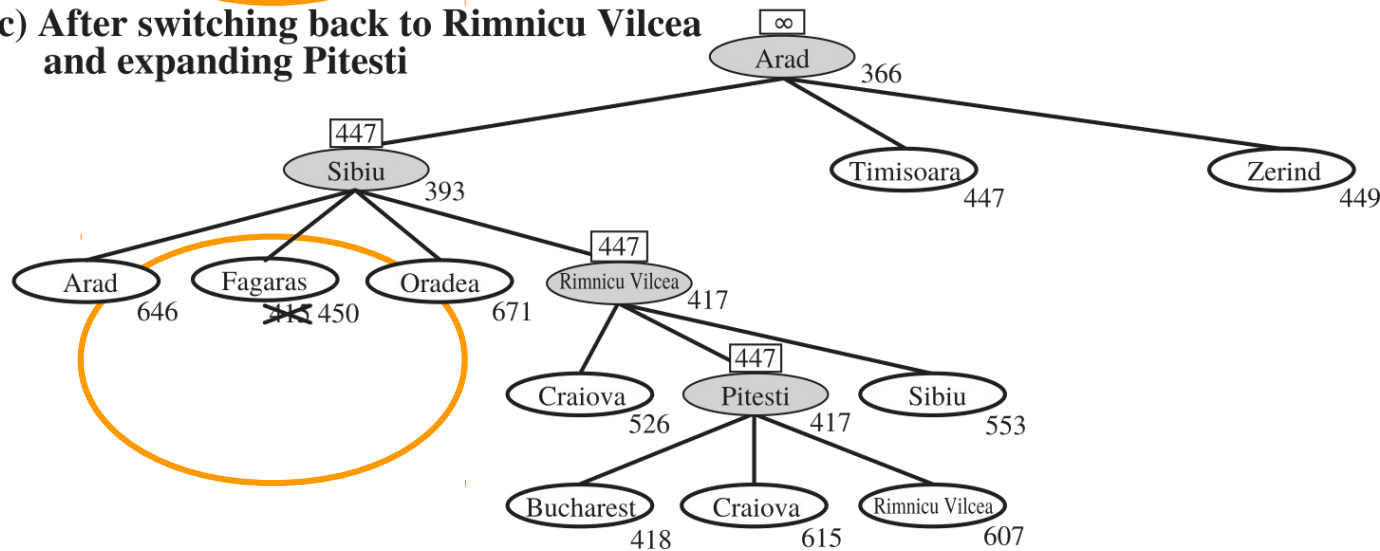 c) After switching back to Rimnicu Vilcea
and expanding Pitesti
∞
Arad
366
447
Sibiu
393
Timisoara
447
Zerind
449
Arad
646
Fagaras
415 450
Oradea
671
447
Rimnicu Vilcea
417
Craiova
526
447
Pitesti
417
Sibiu
553
Bucharest
418
Craiova
615
Rimnicu Vilcea
607